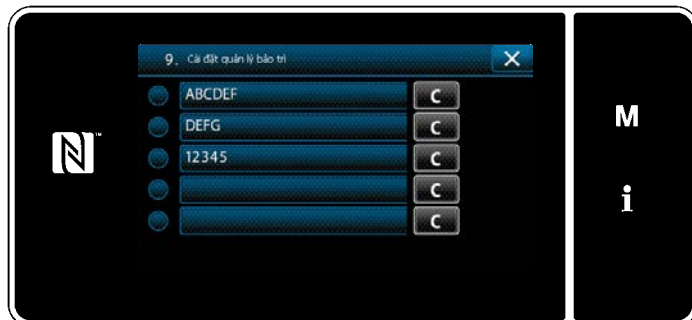 9. Cài đặt quản lý bảo trì
ABCDEF C
DEFG C
12345 C
C
C
M
i
N